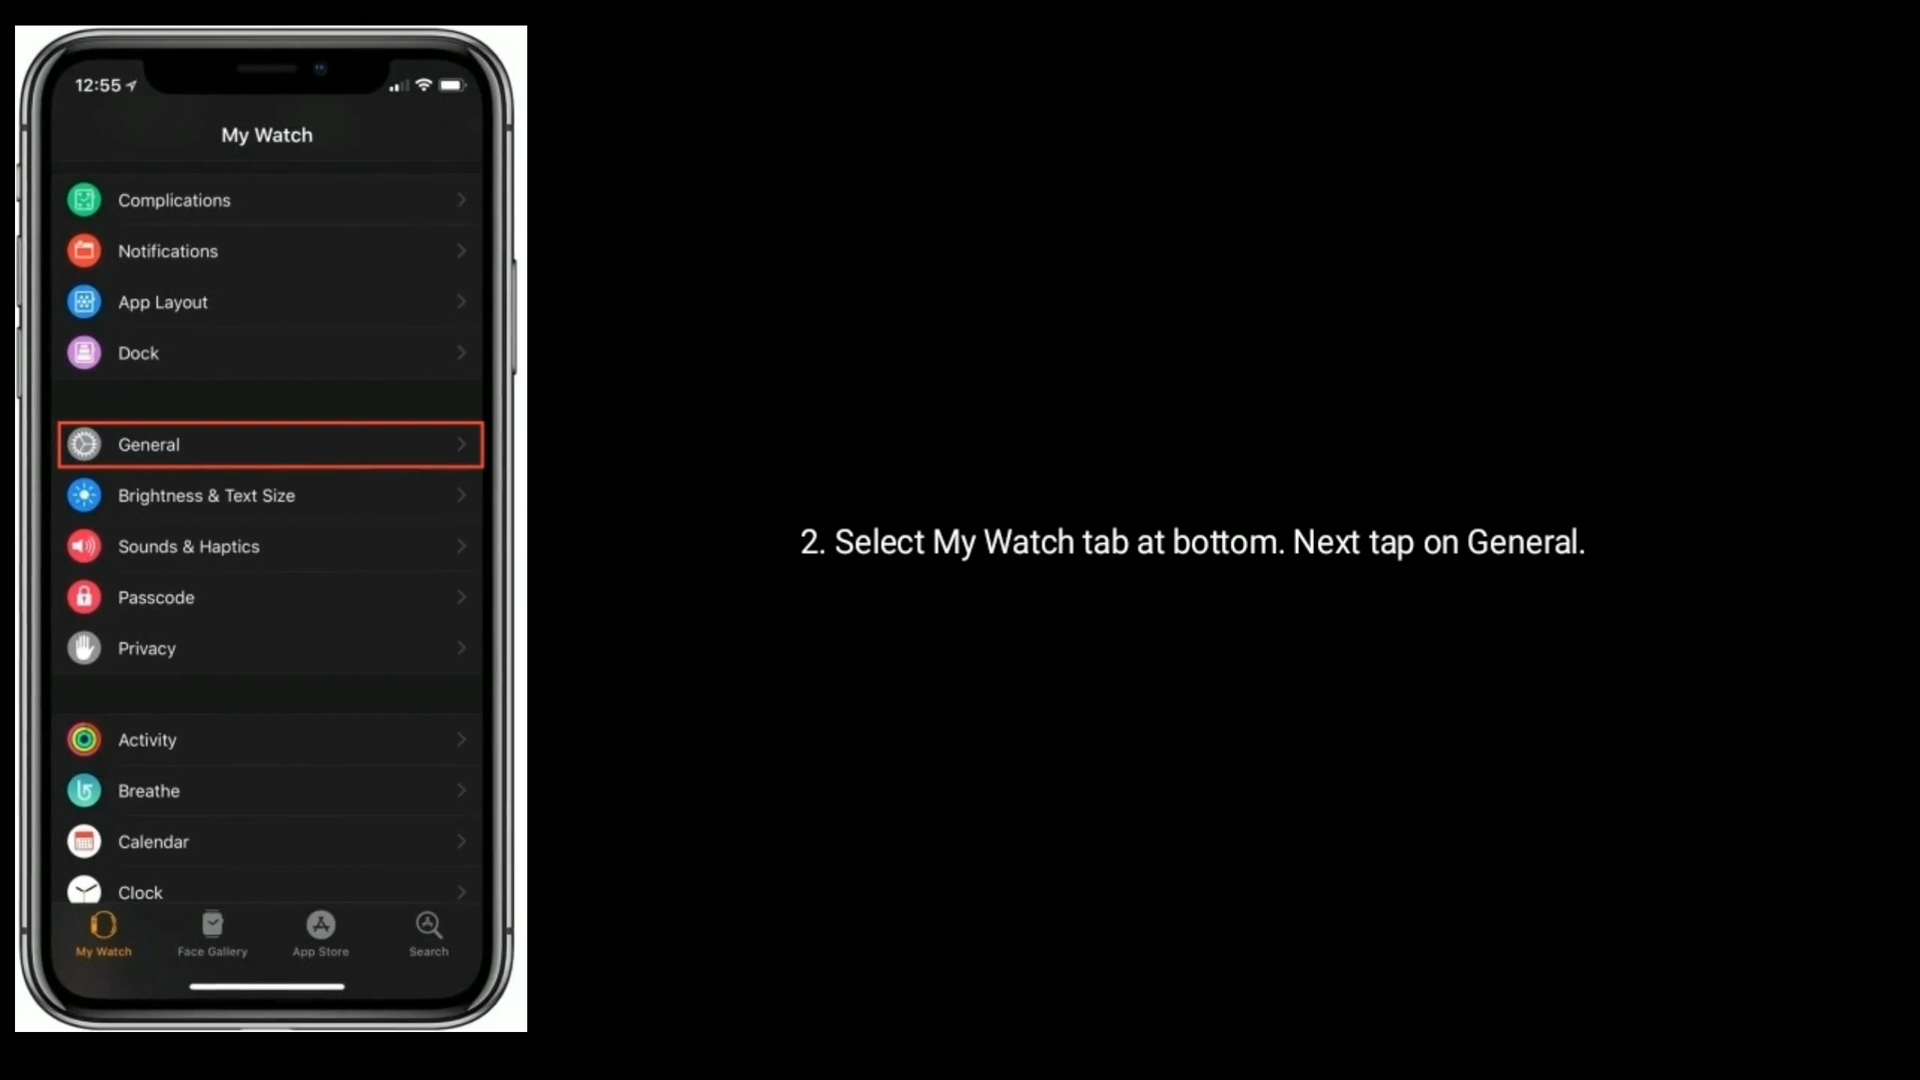 12:55
My Watch
Complications
Notifications
App Layout
Dock
General
Brightness & Text Size
Sounds & Haptics
Passcode
Privacy
Activity
Breathe
Calendar
Clock
My Watch
Face Gallery
App Store
Search
2. Select My Watch tab at bottom. Next tap on General.